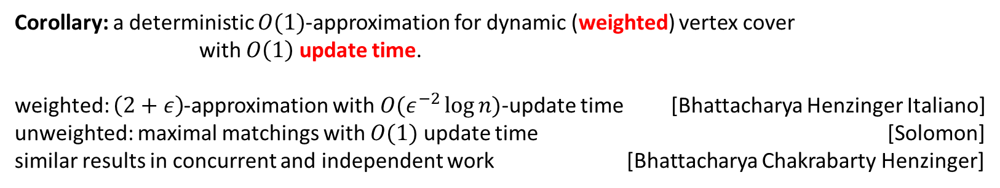 Corollary: a deterministic O(1)-approximation for dynamic (weighted) vertex cover
with O(1) update time.
weighted: (2 + ϵ)-approximation with O(ϵ⁻² log n)-update time [Bhattacharya Henzinger Italiano]
unweighted: maximal matchings with O(1) update time [Solomon]
similar results in concurrent and independent work [Bhattacharya Chakrabarty Henzinger]